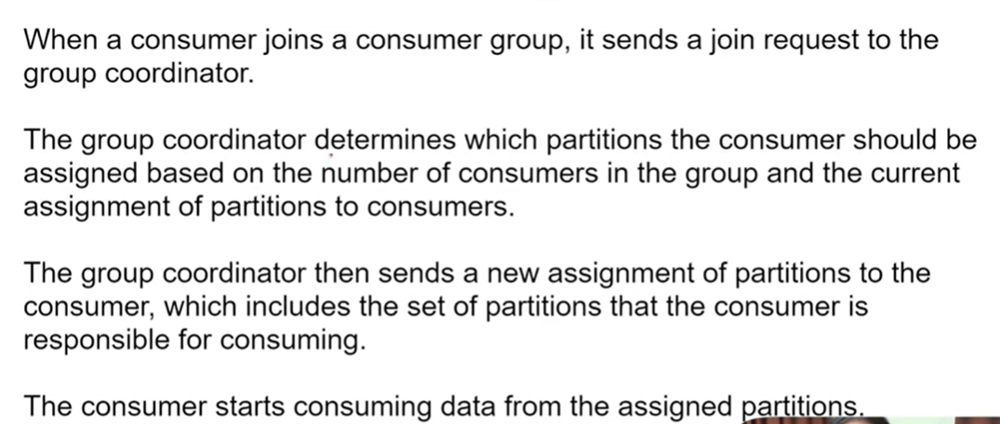 When a consumer joins a consumer group, it sends a join request to the
group coordinator.
The group coordinator determines which partitions the consumer should be
assigned based on the number of consumers in the group and the current
assignment of partitions to consumers.
The group coordinator then sends a new assignment of partitions to the
consumer, which includes the set of partitions that the consumer is
responsible for consuming.
The consumer starts consuming data from the assigned partitions.